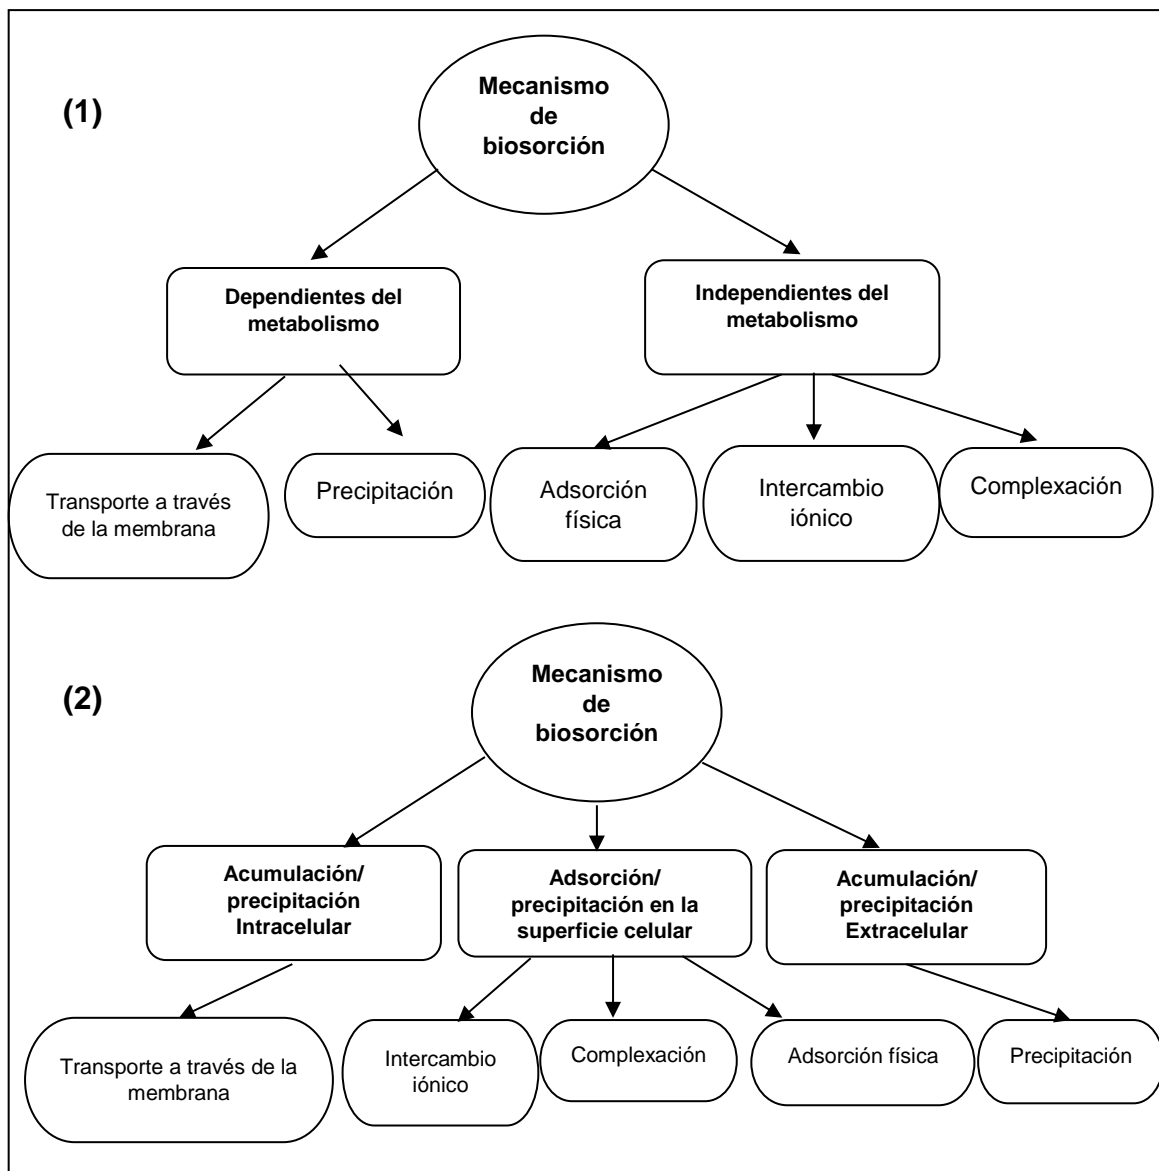 (1)
Mecanismo
de
biosorción
Dependientes del
metabolismo
Independientes del
metabolismo
Transporte a través
de la membrana
Precipitación
Adsorción
física
Intercambio
iónico
Complexación
(2)
Mecanismo
de
biosorción
Acumulación/
precipitación
Intracelular
Adsorción/
precipitación en la
superficie celular
Acumulación/
precipitación
Extracelular
Transporte a través de la
membrana
Intercambio
iónico
Complexación
Adsorción física
Precipitación